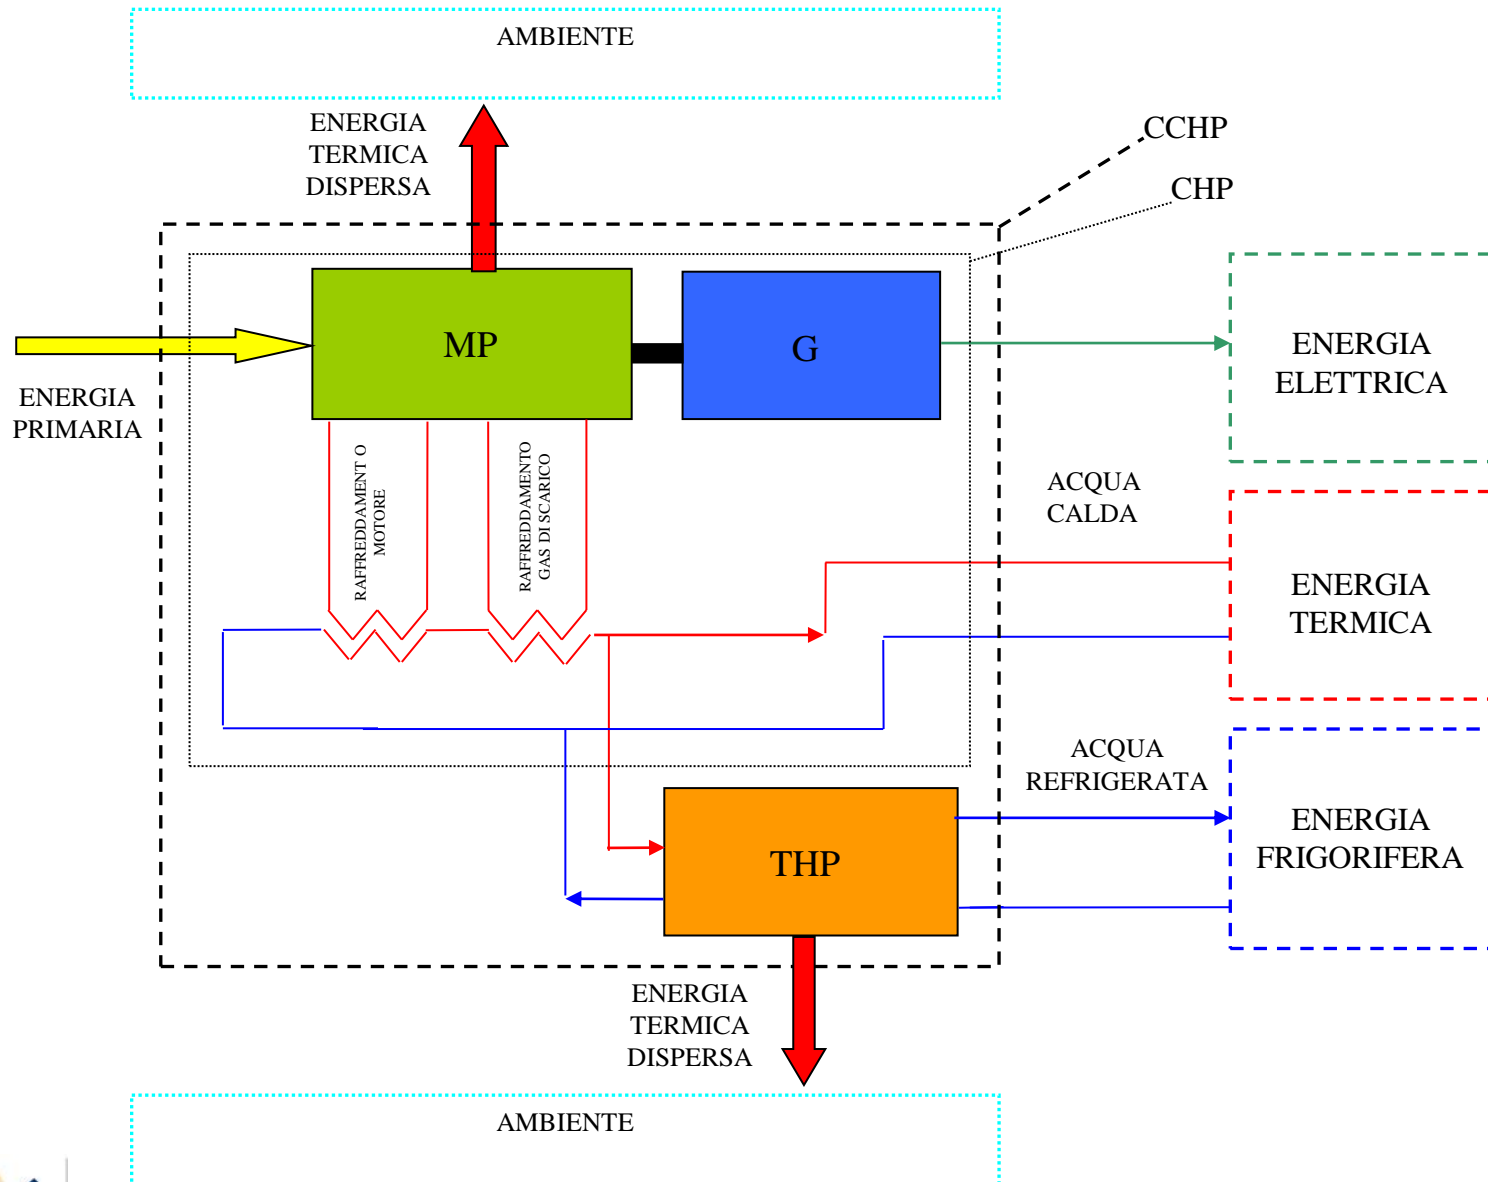 AMBIENTE
ENERGIA
TERMICA
DISPERSA
CCHP
CHP
MP
G
ENERGIA
PRIMARIA
ENERGIA
ELETTRICA
RAFFREDDAMENT O
MOTORE
RAFFREDDAMENTO
GAS DI SCARICO
ACQUA
CALDA
ENERGIA
TERMICA
ACQUA
REFRIGERATA
THP
ENERGIA
FRIGORIFERA
ENERGIA
TERMICA
DISPERSA
AMBIENTE